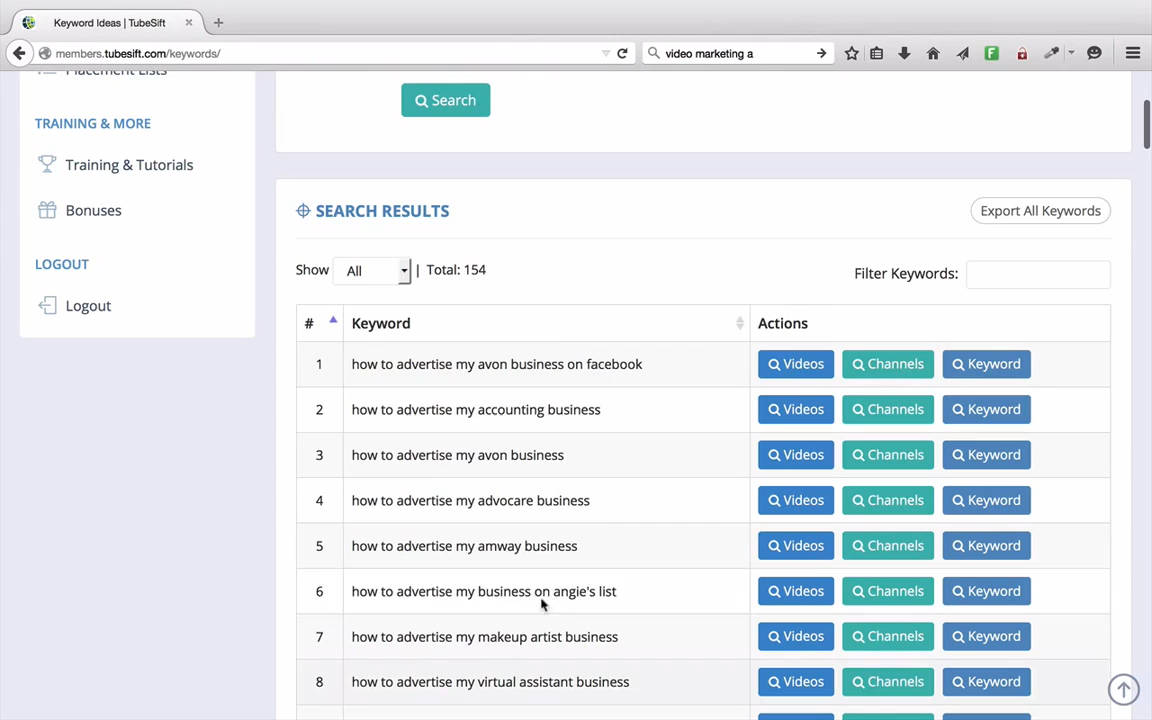 Keyword Ideas | TubeSift
members.tubesift.com/keywords/
video marketing a
Placement Lists
TRAINING & MORE
Training & Tutorials
Bonuses
LOGOUT
Logout
Search
SEARCH RESULTS
Export All Keywords
Show All | Total: 154
Filter Keywords:
# Keyword Actions
1 how to advertise my avon business on facebook Videos Channels Keyword
2 how to advertise my accounting business Videos Channels Keyword
3 how to advertise my avon business Videos Channels Keyword
4 how to advertise my advocare business Videos Channels Keyword
5 how to advertise my amway business Videos Channels Keyword
6 how to advertise my business on angie's list Videos Channels Keyword
7 how to advertise my makeup artist business Videos Channels Keyword
8 how to advertise my virtual assistant business Videos Channels Keyword